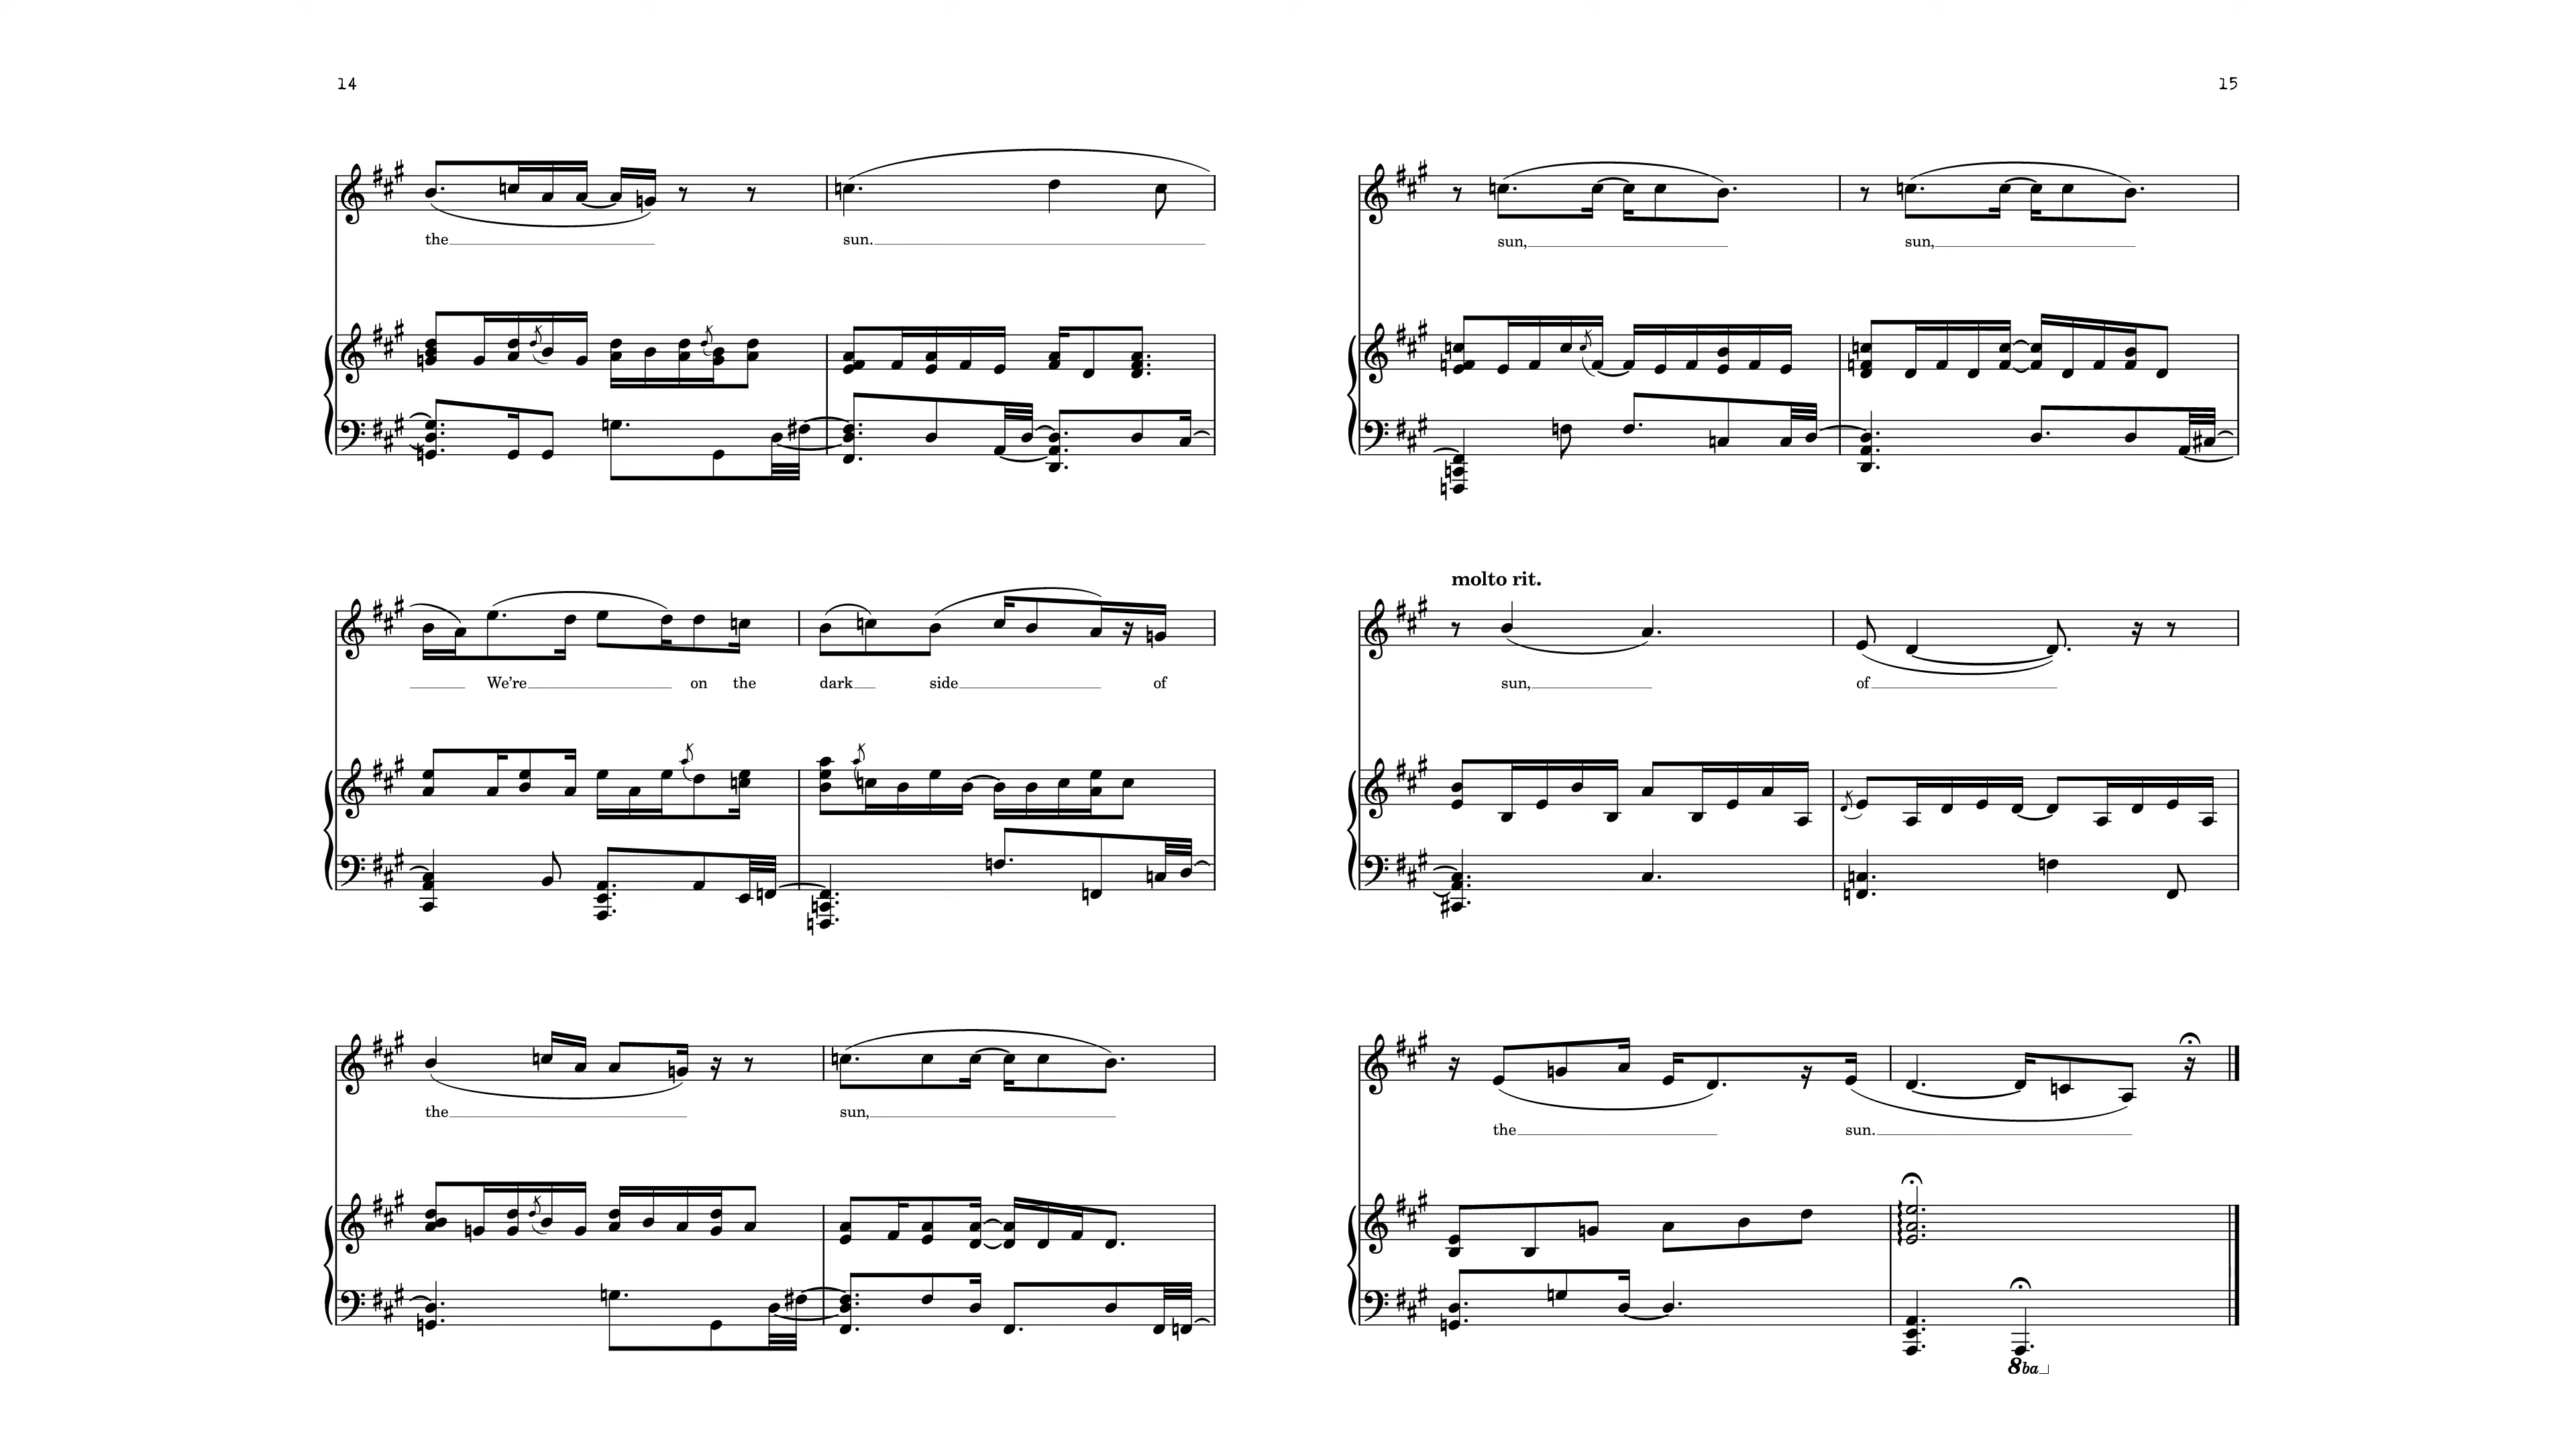 14
the
sun.
We’re on the dark side of
the sun,
15
sun, sun,
molto rit.
sun, of
the sun.
8ba